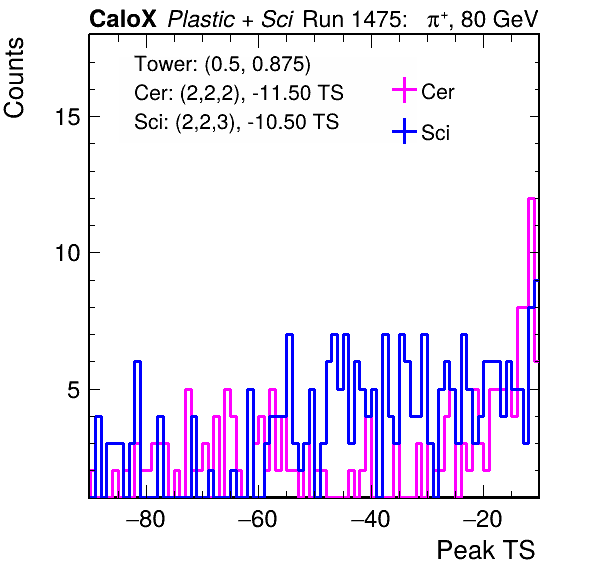 CaloX Plastic + Sci Run 1475: π⁺, 80 GeV
Counts
Tower: (0.5, 0.875)
Cer: (2,2,2), -11.50 TS
Sci: (2,2,3), -10.50 TS
Cer
Sci
15
10
5
−80 −60 −40 −20
Peak TS